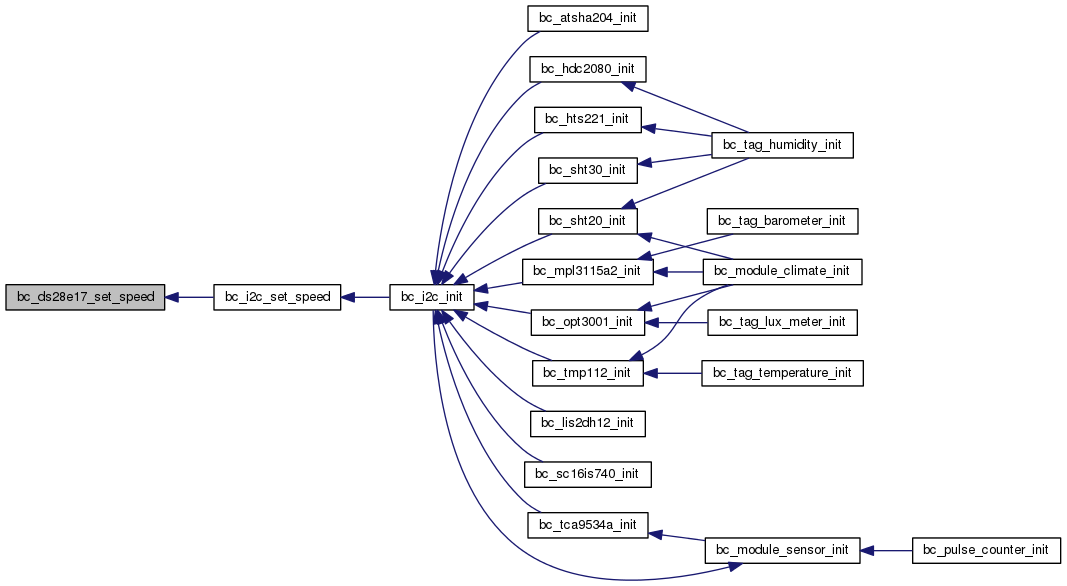 bc_atsha204_init
bc_hdc2080_init
bc_hts221_init
bc_tag_humidity_init
bc_sht30_init
bc_sht20_init
bc_tag_barometer_init
bc_mpl3115a2_init
bc_module_climate_init
bc_ds28e17_set_speed
bc_i2c_set_speed
bc_i2c_init
bc_opt3001_init
bc_tag_lux_meter_init
bc_tmp112_init
bc_tag_temperature_init
bc_lis2dh12_init
bc_sc16is740_init
bc_tca9534a_init
bc_module_sensor_init
bc_pulse_counter_init